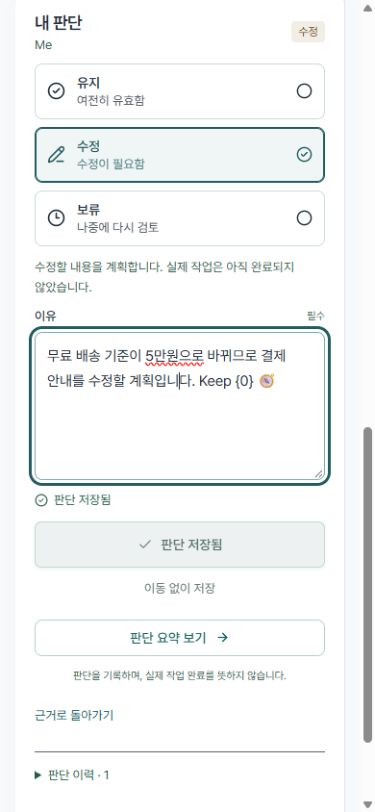 내 판단
수정
Me
유지
여전히 유효함
수정
수정이 필요함
보류
나중에 다시 검토
수정할 내용을 계획합니다. 실제 작업은 아직 완료되지
않았습니다.
이유
필수
무료 배송 기준이 5만원으로 바뀌므로 결제
안내를 수정할 계획입니다. Keep {0} 🧭
판단 저장됨
판단 저장됨
이동 없이 저장
판단 요약 보기 →
판단을 기록하며, 실제 작업 완료를 뜻하지 않습니다.
근거로 돌아가기
▶ 판단 이력 · 1